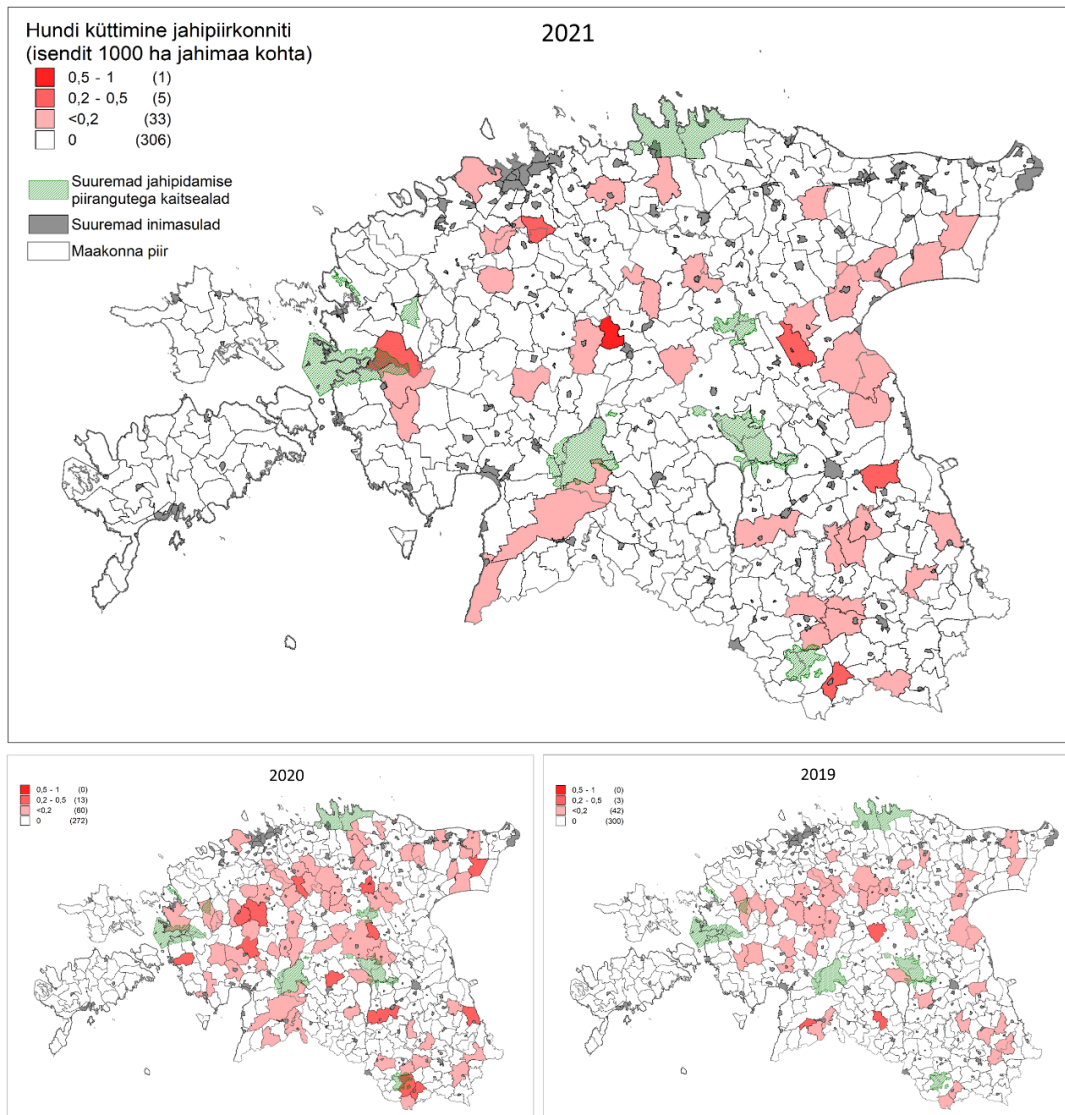 Hundi küttimine jahipiirkonniti
(isendit 1000 ha jahimaa kohta)
0,5 - 1 (1)
0,2 - 0,5 (5)
<0,2 (33)
0 (306)
Suuremad jahipidamise
piirangutega kaitsealad
Suuremad inimasulad
Maakonna piir
2021
2020
0,5 - 1 (0)
0,2 - 0,5 (13)
<0,2 (60)
0 (272)
2019
0,5 - 1 (0)
0,2 - 0,5 (3)
<0,2 (42)
0 (300)